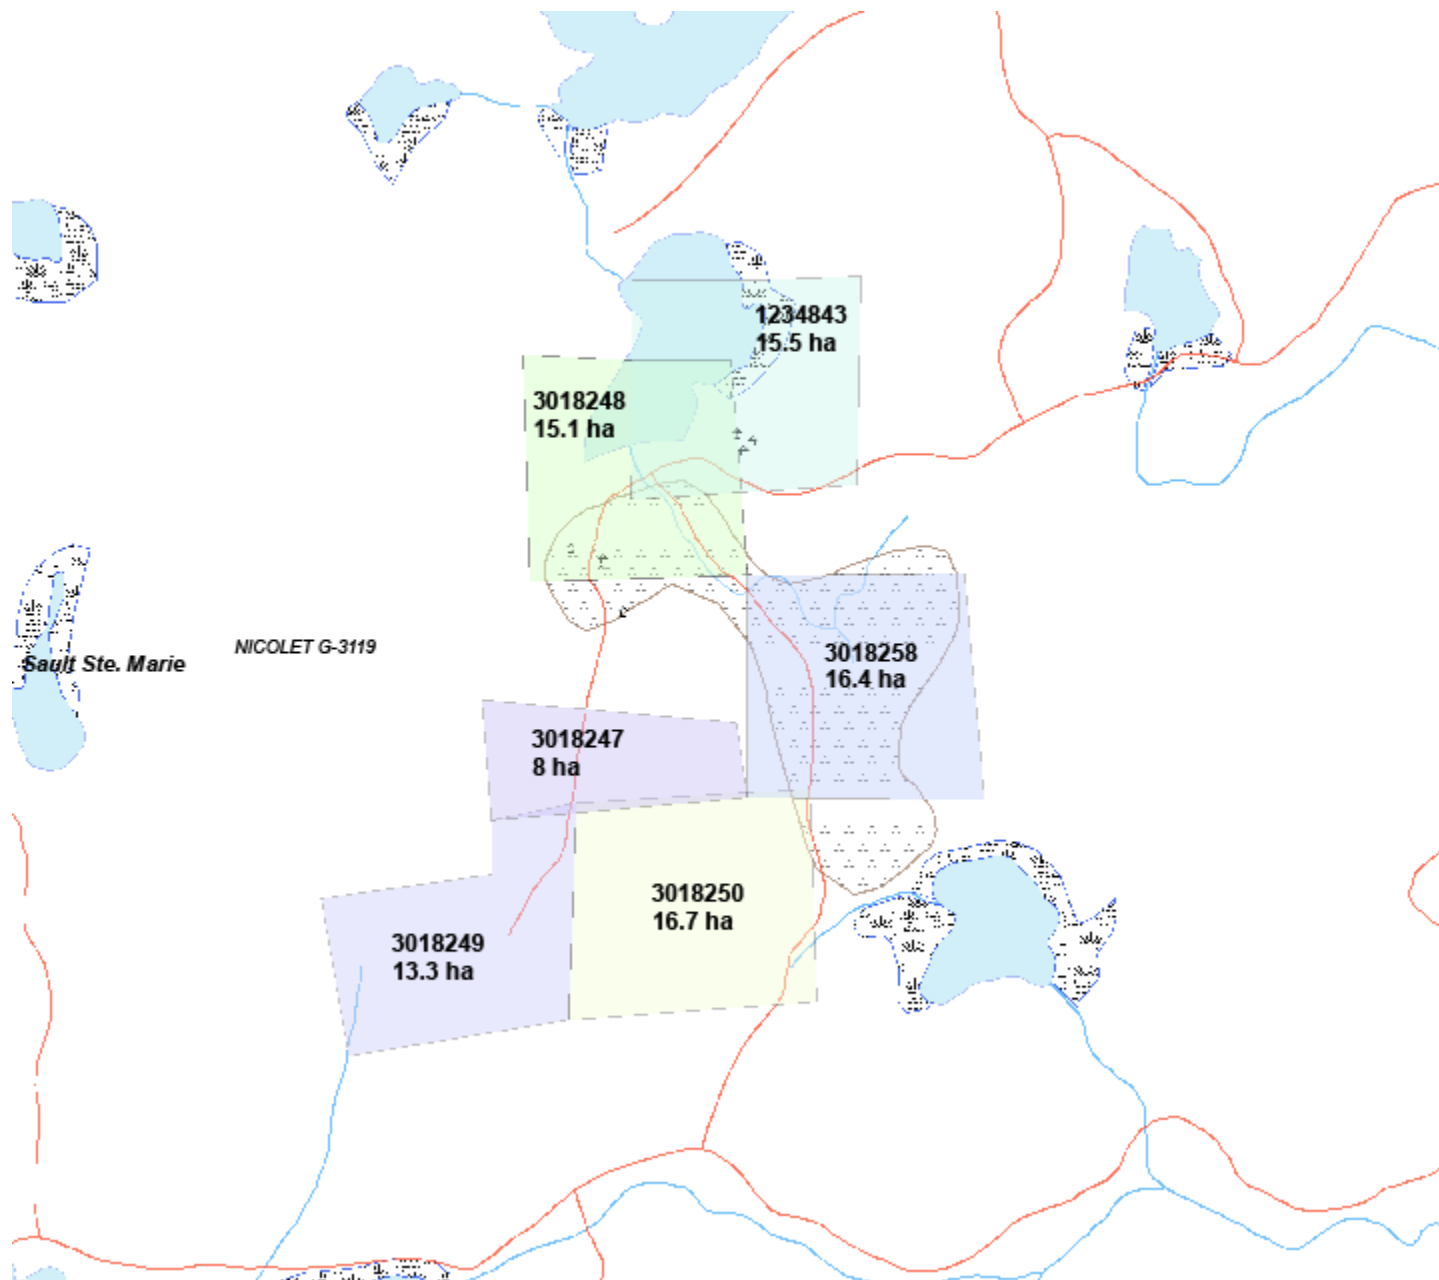 1234843
15.5 ha
3018248
15.1 ha
NICOLET G-3119
Sault Ste. Marie
3018258
16.4 ha
3018247
8 ha
3018250
16.7 ha
3018249
13.3 ha